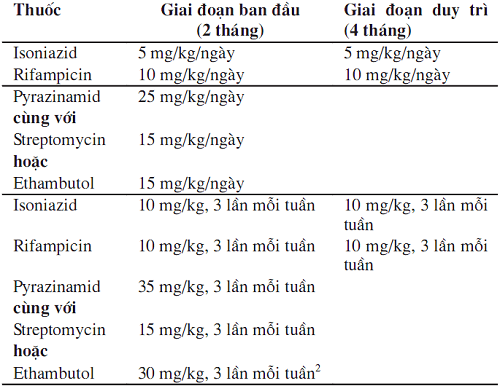 Thuốc Giai đoạn ban đầu Giai đoạn duy trì
(2 tháng) (4 tháng)
Isoniazid 5 mg/kg/ngày 5 mg/kg/ngày
Rifampicin 10 mg/kg/ngày 10 mg/kg/ngày
Pyrazinamid 25 mg/kg/ngày
cùng với
Streptomycin 15 mg/kg/ngày
hoặc
Ethambutol 15 mg/kg/ngày
Isoniazid 10 mg/kg, 3 lần mỗi tuần 10 mg/kg, 3 lần mỗi
tuần
Rifampicin 10 mg/kg, 3 lần mỗi tuần 10 mg/kg, 3 lần mỗi
tuần
Pyrazinamid 35 mg/kg, 3 lần mỗi tuần
cùng với
Streptomycin 15 mg/kg, 3 lần mỗi tuần
hoặc
Ethambutol 30 mg/kg, 3 lần mỗi tuần²